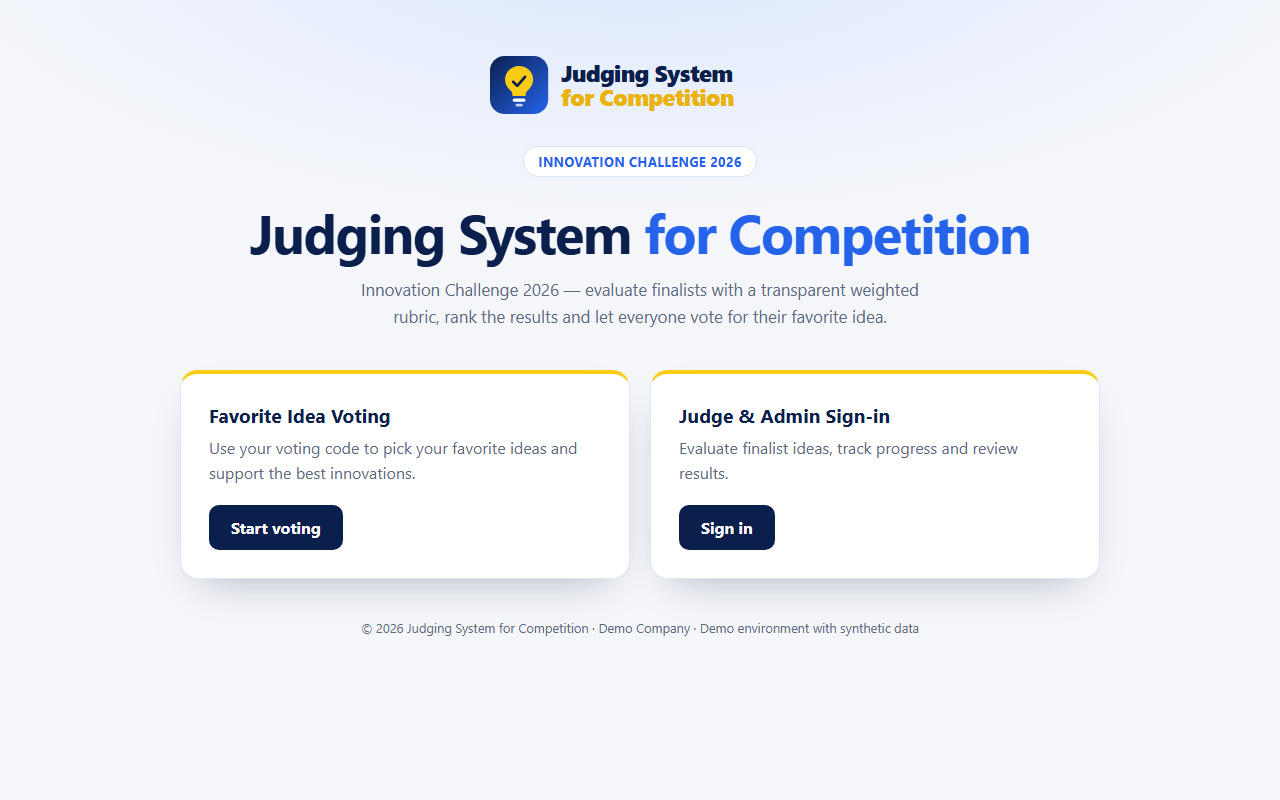 Judging System
for Competition
INNOVATION CHALLENGE 2026
Judging System for Competition
Innovation Challenge 2026 — evaluate finalists with a transparent weighted
rubric, rank the results and let everyone vote for their favorite idea.
Favorite Idea Voting
Use your voting code to pick your favorite ideas and
support the best innovations.
Start voting
Judge & Admin Sign-in
Evaluate finalist ideas, track progress and review
results.
Sign in
© 2026 Judging System for Competition · Demo Company · Demo environment with synthetic data